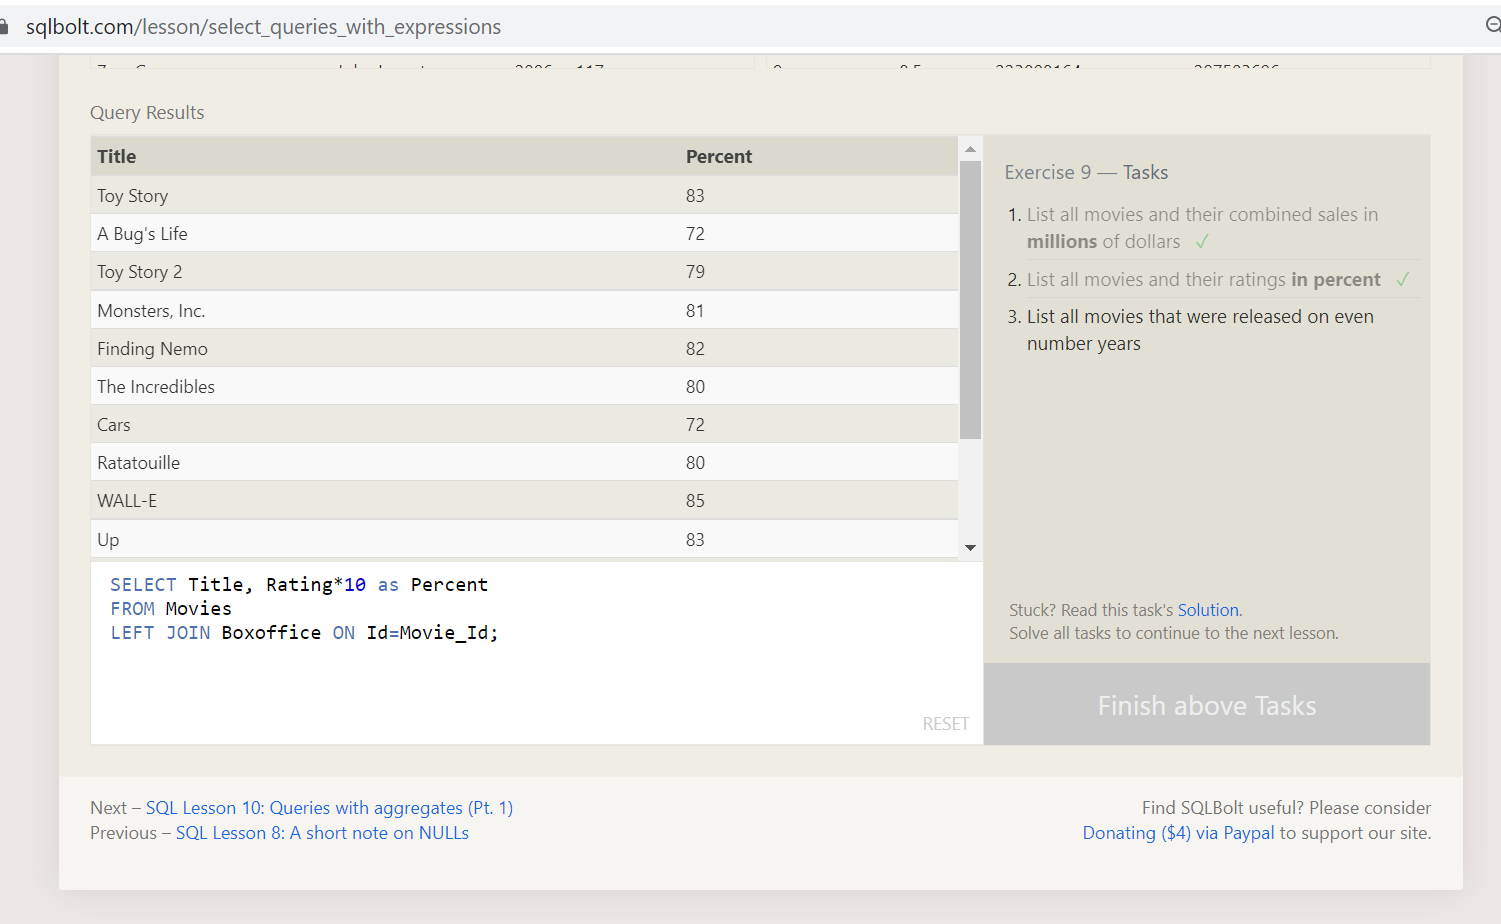 sqlbolt.com/lesson/select_queries_with_expressions
Query Results
Title Percent
Toy Story 83
A Bug's Life 72
Toy Story 2 79
Monsters, Inc. 81
Finding Nemo 82
The Incredibles 80
Cars 72
Ratatouille 80
WALL-E 85
Up 83
SELECT Title, Rating*10 as Percent
FROM Movies
LEFT JOIN Boxoffice ON Id=Movie_Id;
RESET
Exercise 9 — Tasks
1. List all movies and their combined sales in
millions of dollars ✓
2. List all movies and their ratings in percent ✓
3. List all movies that were released on even
number years
Stuck? Read this task's Solution.
Solve all tasks to continue to the next lesson.
Finish above Tasks
Next – SQL Lesson 10: Queries with aggregates (Pt. 1)
Previous – SQL Lesson 8: A short note on NULLs
Find SQLBolt useful? Please consider
Donating ($4) via Paypal to support our site.